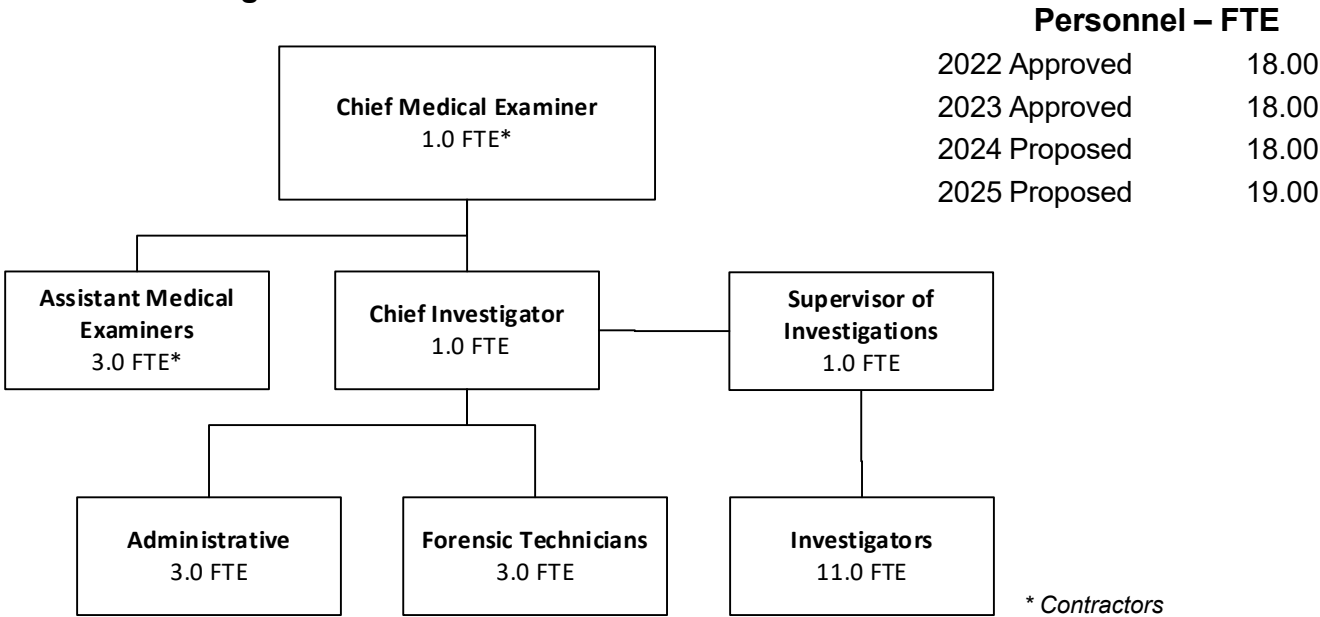 Personnel – FTE
2022 Approved 18.00
2023 Approved 18.00
2024 Proposed 18.00
2025 Proposed 19.00
Chief Medical Examiner
1.0 FTE*
Assistant Medical
Examiners
3.0 FTE*
Chief Investigator
1.0 FTE
Supervisor of
Investigations
1.0 FTE
Administrative
3.0 FTE
Forensic Technicians
3.0 FTE
Investigators
11.0 FTE
* Contractors